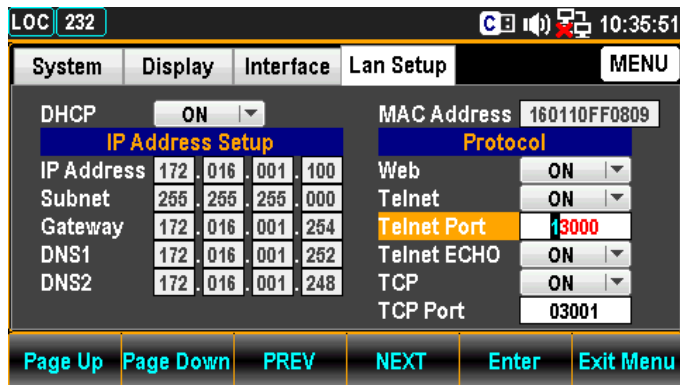 LOC 232 C 10:35:51
System Display Interface Lan Setup MENU
DHCP ON MAC Address 160110FF0809
IP Address Setup Protocol
IP Address 172 . 016 . 001 . 100 Web ON
Subnet 255 . 255 . 255 . 000 Telnet ON
Gateway 172 . 016 . 001 . 254 Telnet Port 13000
DNS1 172 . 016 . 001 . 252 Telnet ECHO ON
DNS2 172 . 016 . 001 . 248 TCP ON
TCP Port 03001
Page Up Page Down PREV NEXT Enter Exit Menu